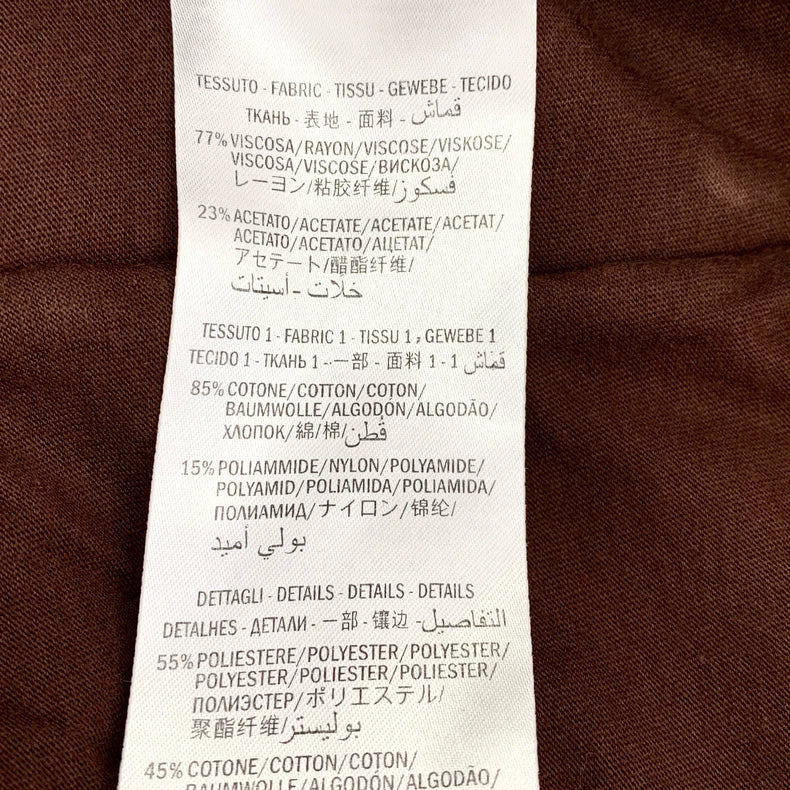 TESSUTO - FABRIC - TISSU - GEWEBE - TECIDO
ТКАНЬ - 表地 - 面料 - قماش
77% VISCOSA/RAYON/VISCOSE/VISKOSE/
VISCOSA/VISCOSE/ВИСКОЗА/
レーヨン/粘胶纤维/فسكوز
23% ACETATO/ACETATE/ACETATE/ACETAT/
ACETATO/ACETATO/АЦЕТАТ/
アセテート/醋酯纤维/
خلات - أسيتات
TESSUTO 1 - FABRIC 1 - TISSU 1 - GEWEBE 1
TECIDO 1 - ТКАНЬ 1 - 一部 - 面料 1 - قماش 1
85% COTONE/COTTON/COTON/
BAUMWOLLE/ALGODÓN/ALGODÃO/
ХЛОПОК/綿/棉/قطن
15% POLIAMMIDE/NYLON/POLYAMIDE/
POLYAMID/POLIAMIDA/POLIAMIDA/
ПОЛИАМИД/ナイロン/锦纶/
بولي أميد
DETTAGLI - DETAILS - DETAILS - DETAILS
DETALHES - ДЕТАЛИ - 一部 - 镶边 - التفاصيل
55% POLIESTERE/POLYESTER/POLYESTER/
POLYESTER/POLIESTER/POLIESTER/
ПОЛИЭСТЕР/ポリエステル/
聚酯纤维/بوليستر
45% COTONE/COTTON/COTON/
BAUMWOLLE/ALGODÓN/ALGODÃO/